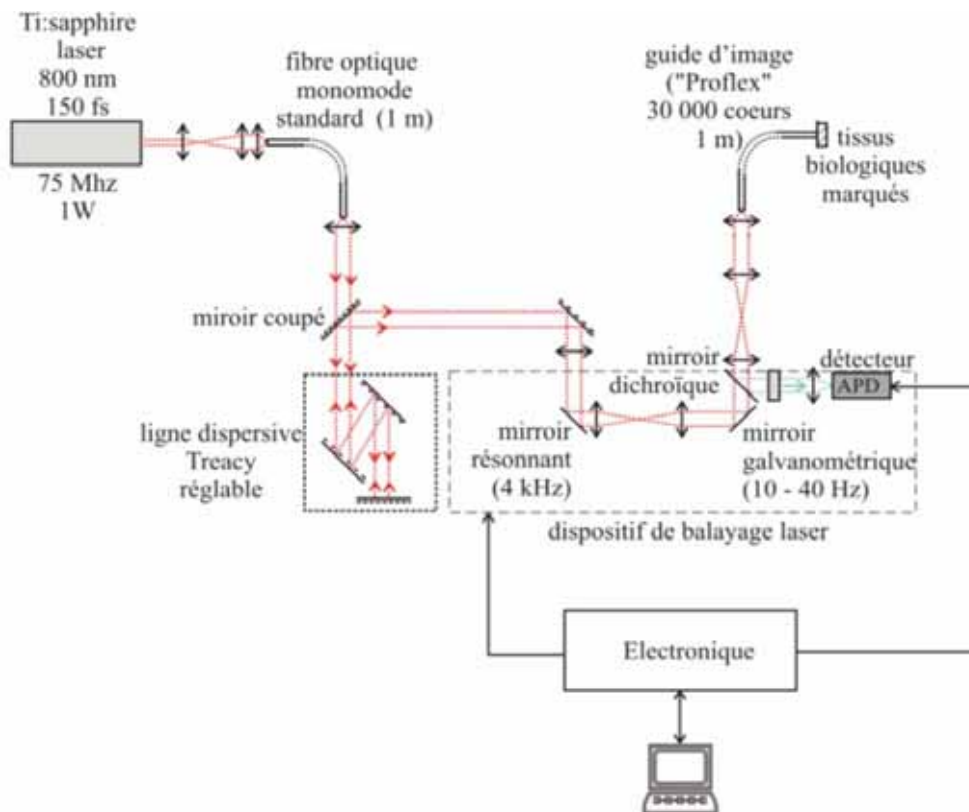 Ti:sapphire
laser
800 nm
150 fs
75 Mhz
1W
fibre optique
monomode
standard (1 m)
guide d'image
("Proflex"
30 000 coeurs
1 m)
tissus
biologiques
marqués
miroir coupé
ligne dispersive
Treacy
réglable
mirroir
dichroïque
détecteur
APD
mirroir
résonnant
(4 kHz)
mirroir
galvanométrique
(10 - 40 Hz)
dispositif de balayage laser
Electronique